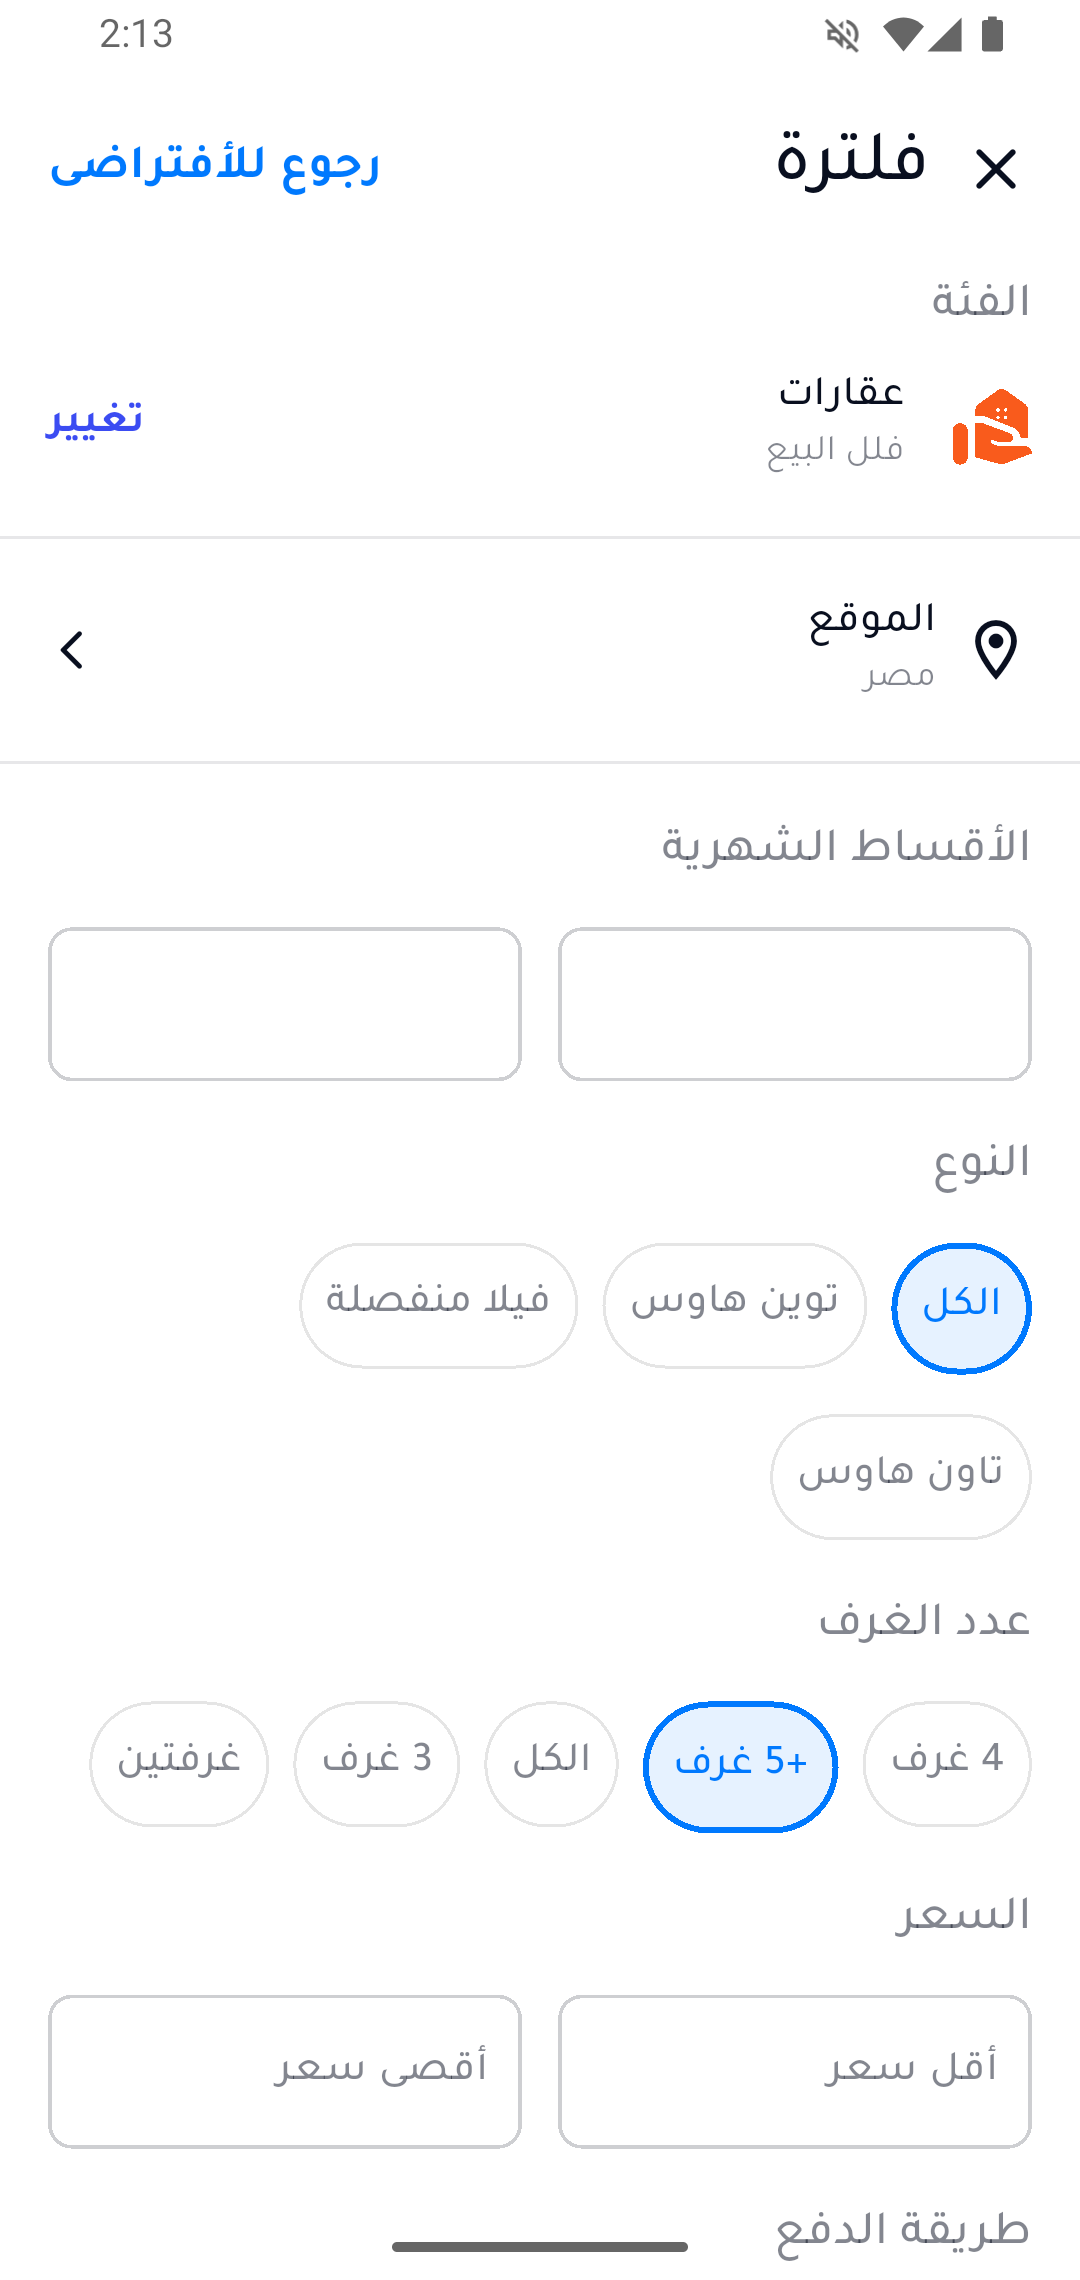 2:13
فلترة
رجوع للأفتراضى
الفئة
عقارات
فلل البيع
تغيير
الموقع
مصر
الأقساط الشهرية
النوع
الكل
توين هاوس
فيلا منفصلة
تاون هاوس
عدد الغرف
4 غرف
+5 غرف
الكل
3 غرف
غرفتين
السعر
أقل سعر
أقصى سعر
طريقة الدفع